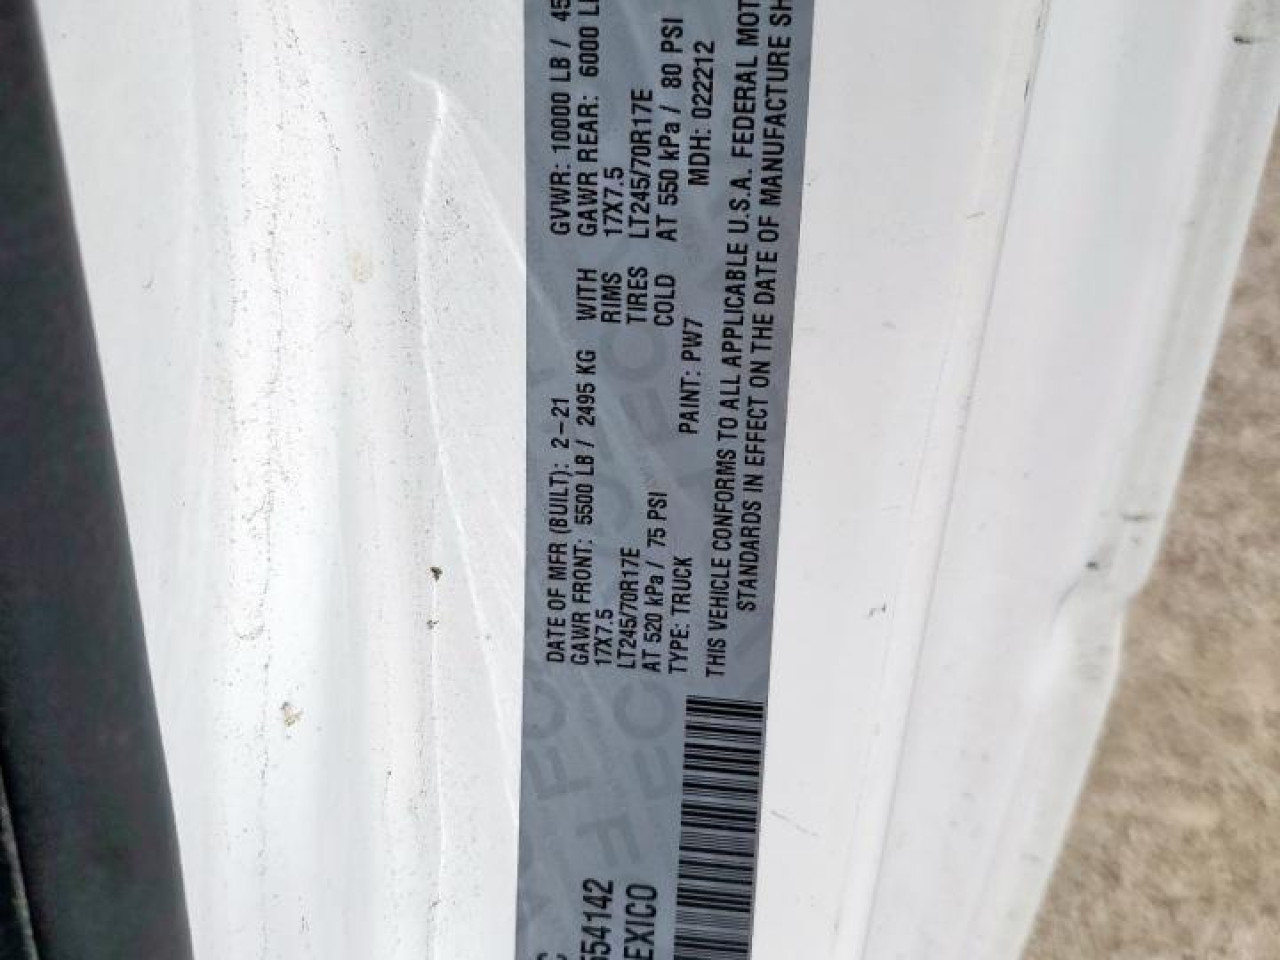 DATE OF MFR (BUILT): 2-21 GVWR: 10000 LB / 45
GAWR FRONT: 5500 LB / 2495 KG WITH GAWR REAR: 6000 LB
17X7.5 RIMS 17X7.5
LT245/70R17E TIRES LT245/70R17E
AT 520 kPa / 75 PSI COLD AT 550 kPa / 80 PSI
TYPE: TRUCK PAINT: PW7 MDH: 022212
THIS VEHICLE CONFORMS TO ALL APPLICABLE U.S.A. FEDERAL MOT
STANDARDS IN EFFECT ON THE DATE OF MANUFACTURE SH
554142
EXICO